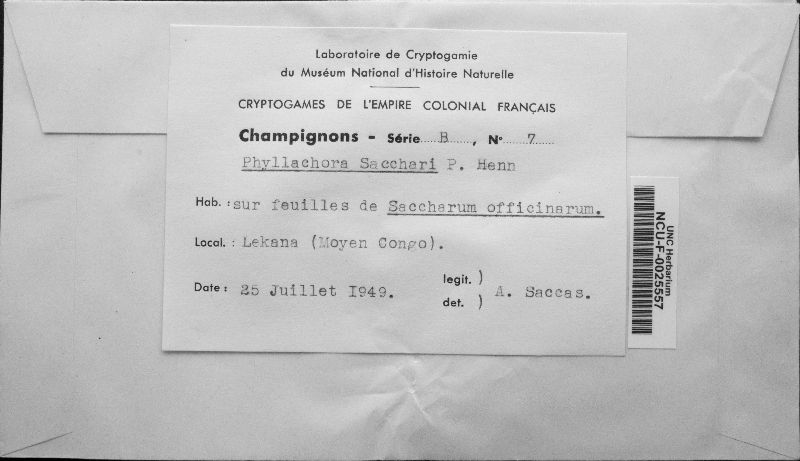 Laboratoire de Cryptogamie
du Muséum National d'Histoire Naturelle
CRYPTOGAMES DE L'EMPIRE COLONIAL FRANÇAIS
Champignons - Série B, N° 7
Phyllachora Sacchari P. Henn
Hab. : sur feuilles de Saccharum officinarum.
Local. : Lekana (Moyen Congo).
Date : 25 Juillet I949.
legit. )
det. ) A. Saccas.
UNC Herbarium
NCU-F-0025557